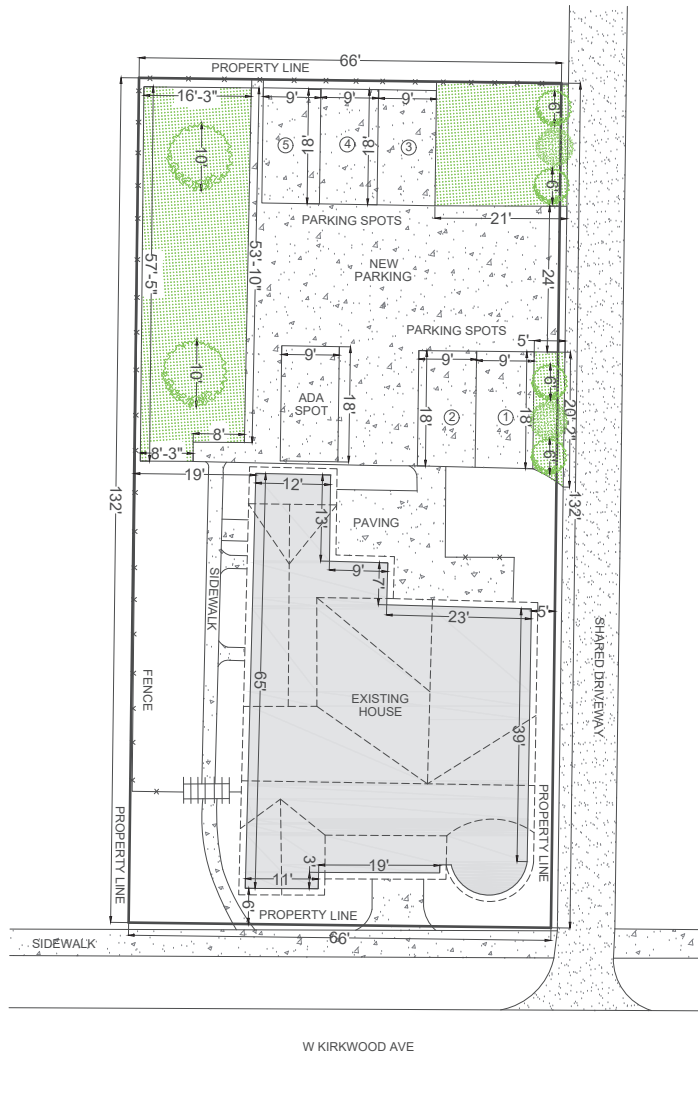 66'
PROPERTY LINE
16'-3"
9'
9'
9'
6'
10'
5
18'
4
18'
3
6'
PARKING SPOTS
21'
57'-5"
53'-10"
NEW
PARKING
24'
PARKING SPOTS
5'
9'
9'
9'
10'
6'
ADA
SPOT
18'
18'
2
1
18'
20'-2"
8'
8'-3"
6'
19'
12'
132'
132'
13'
PAVING
9'
7'
23'
5'
SIDEWALK
SHARED DRIVEWAY
FENCE
65'
EXISTING
HOUSE
39'
PROPERTY LINE
PROPERTY LINE
3'
19'
11'
6'
PROPERTY LINE
66'
SIDEWALK
W KIRKWOOD AVE